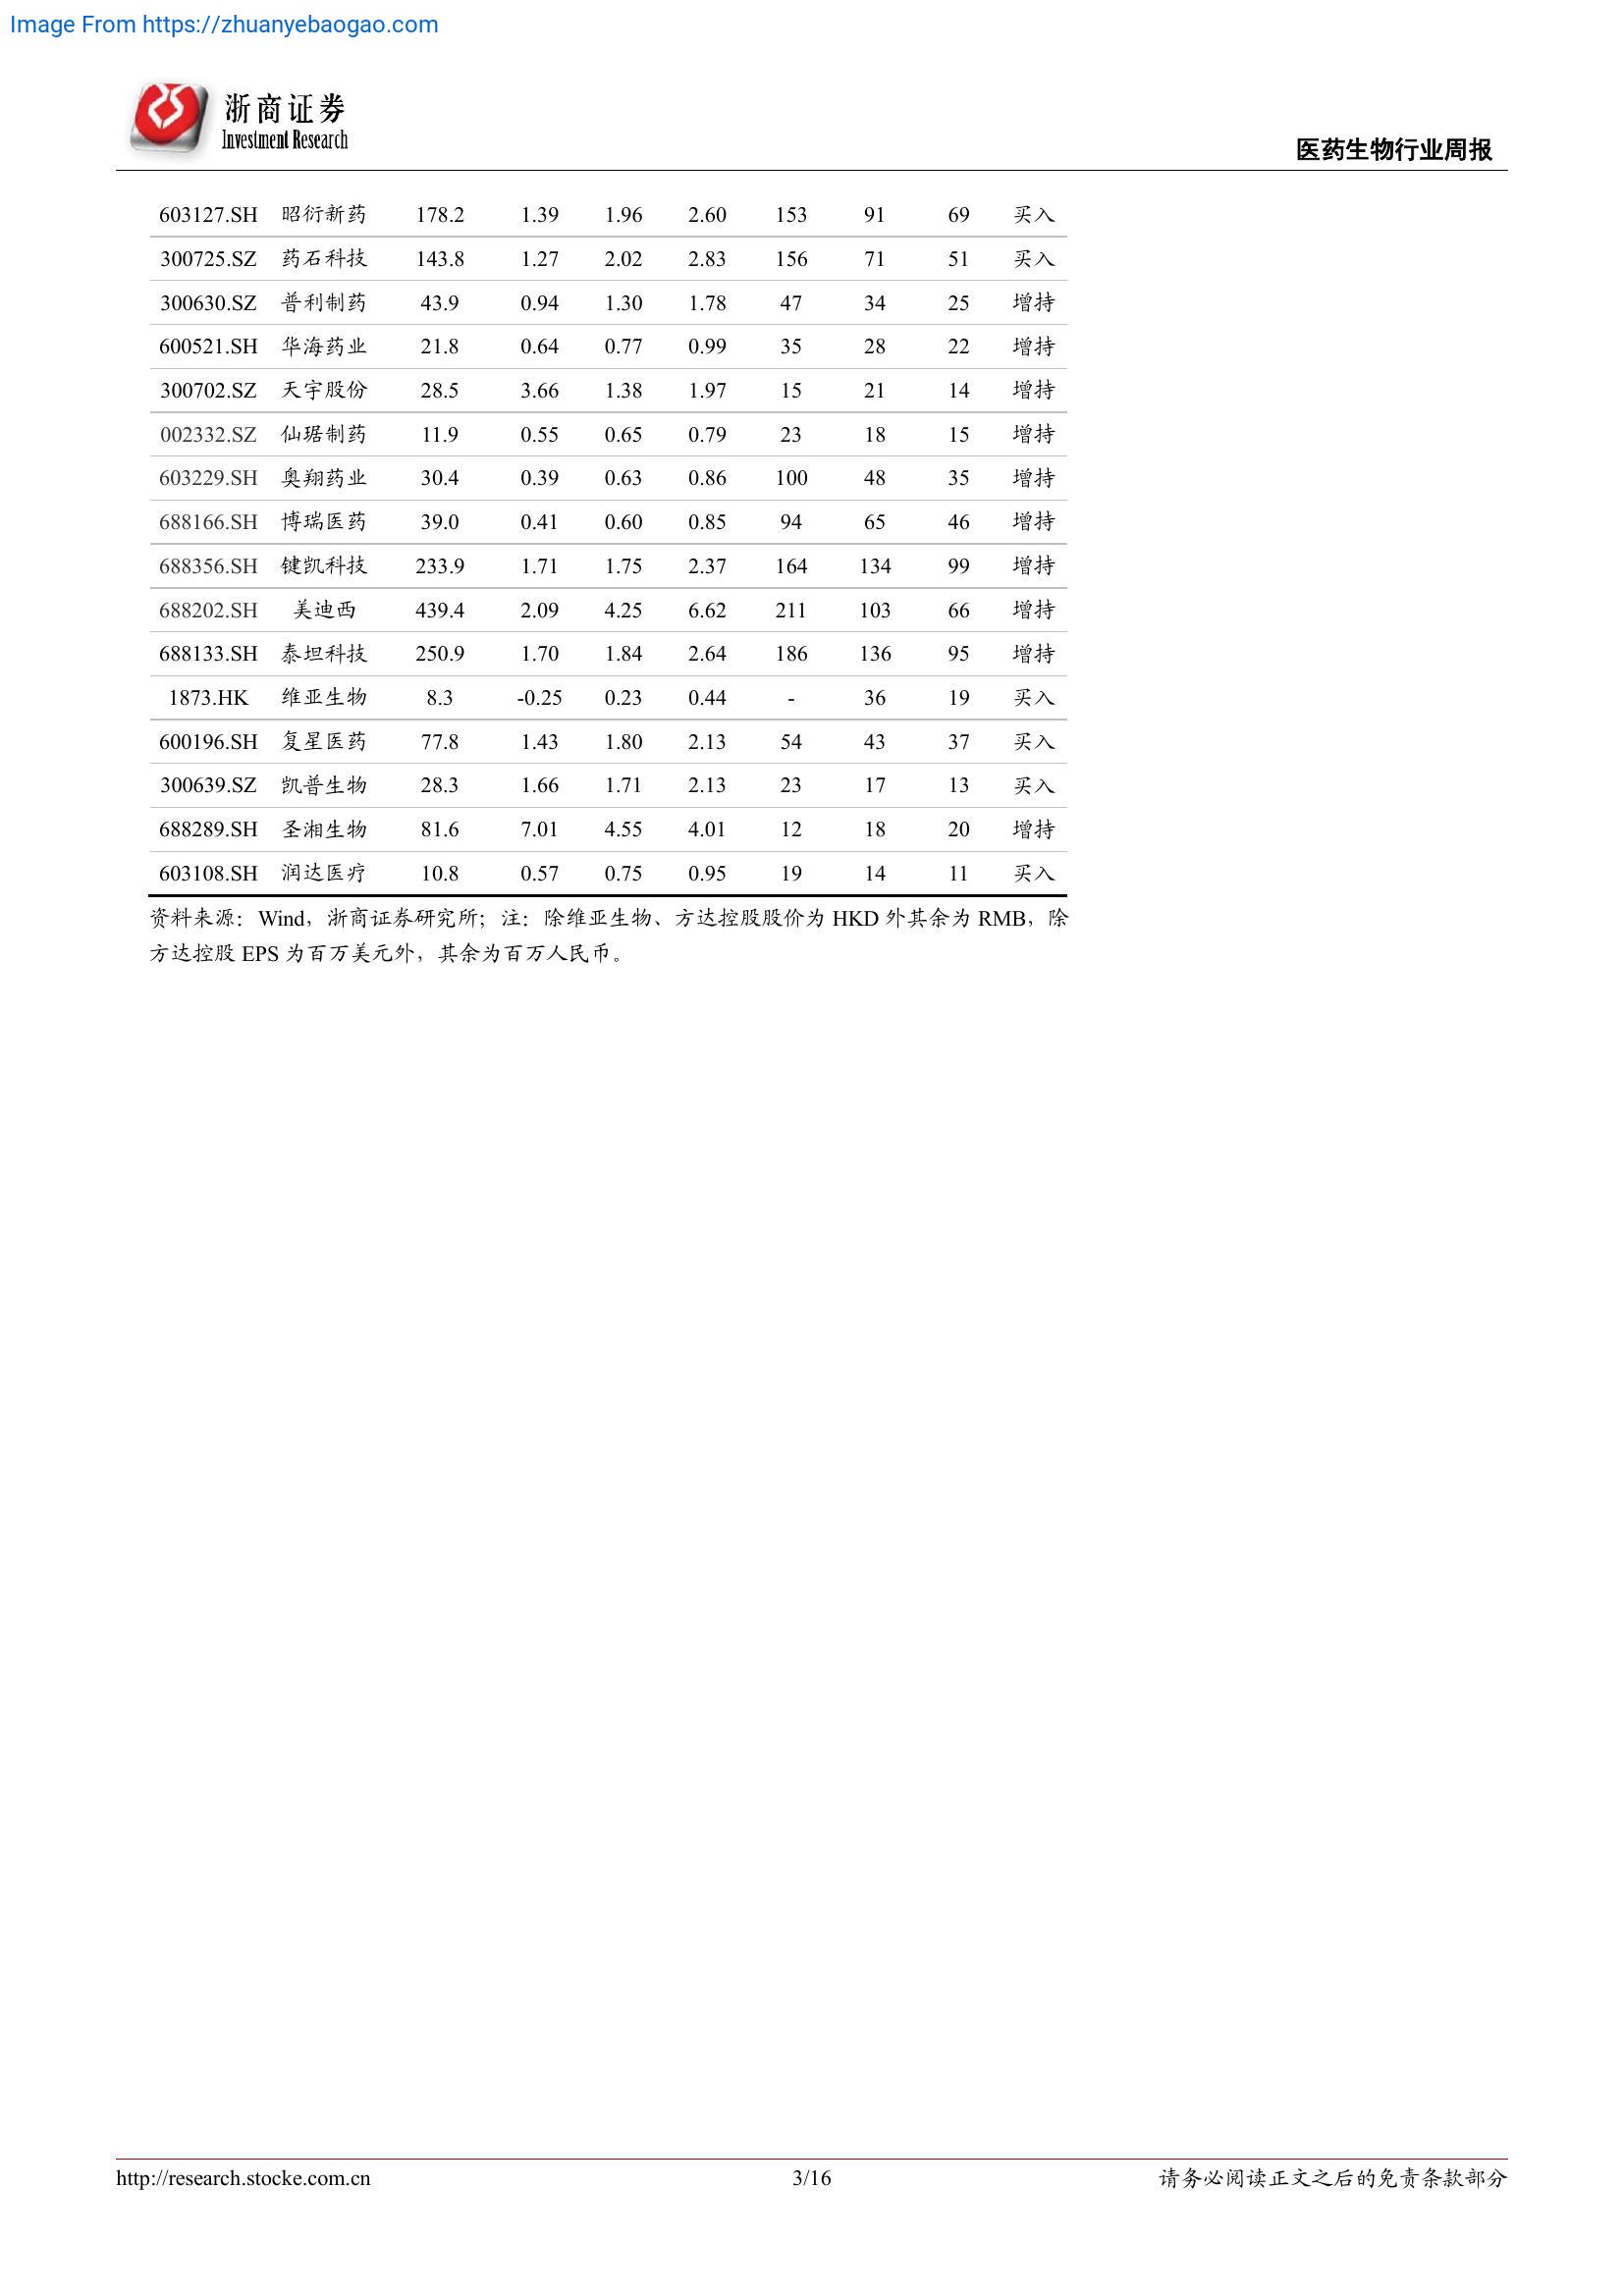 Image From https://zhuanyebaogao.com
浙商证券
Investment Research
医药生物行业周报
603127.SH 昭衍新药 178.2 1.39 1.96 2.60 153 91 69 买入
300725.SZ 药石科技 143.8 1.27 2.02 2.83 156 71 51 买入
300630.SZ 普利制药 43.9 0.94 1.30 1.78 47 34 25 增持
600521.SH 华海药业 21.8 0.64 0.77 0.99 35 28 22 增持
300702.SZ 天宇股份 28.5 3.66 1.38 1.97 15 21 14 增持
002332.SZ 仙琚制药 11.9 0.55 0.65 0.79 23 18 15 增持
603229.SH 奥翔药业 30.4 0.39 0.63 0.86 100 48 35 增持
688166.SH 博瑞医药 39.0 0.41 0.60 0.85 94 65 46 增持
688356.SH 键凯科技 233.9 1.71 1.75 2.37 164 134 99 增持
688202.SH 美迪西 439.4 2.09 4.25 6.62 211 103 66 增持
688133.SH 泰坦科技 250.9 1.70 1.84 2.64 186 136 95 增持
1873.HK 维亚生物 8.3 -0.25 0.23 0.44 - 36 19 买入
600196.SH 复星医药 77.8 1.43 1.80 2.13 54 43 37 买入
300639.SZ 凯普生物 28.3 1.66 1.71 2.13 23 17 13 买入
688289.SH 圣湘生物 81.6 7.01 4.55 4.01 12 18 20 增持
603108.SH 润达医疗 10.8 0.57 0.75 0.95 19 14 11 买入
资料来源：Wind，浙商证券研究所；注：除维亚生物、方达控股股价为 HKD 外其余为 RMB，除
方达控股 EPS 为百万美元外，其余为百万人民币。
http://research.stocke.com.cn 3/16 请务必阅读正文之后的免责条款部分